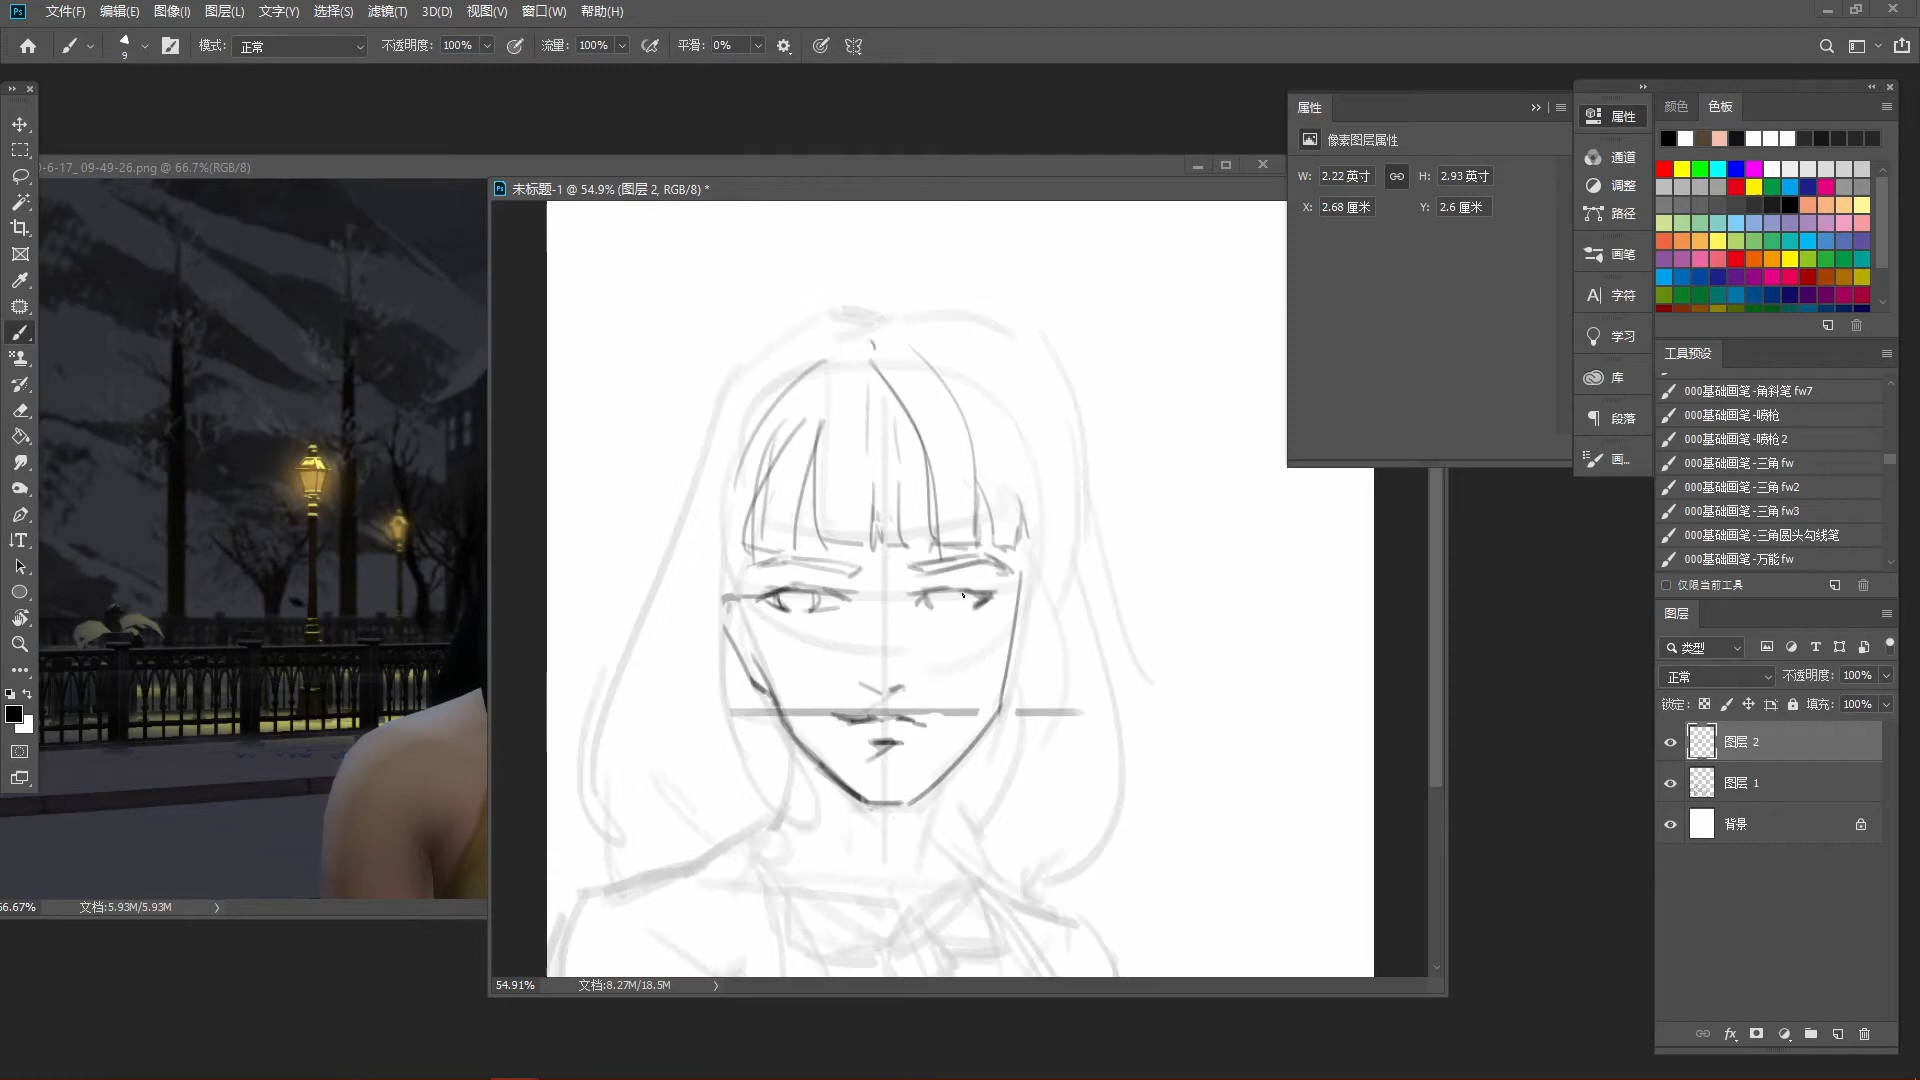 Ps 文件(F) 编辑(E) 图像(I) 图层(L) 文字(Y) 选择(S) 滤镜(T) 3D(D) 视图(V) 窗口(W) 帮助(H)
9 模式: 正常 不透明度: 100% 流量: 100% 平滑: 0%
0-6-17_09-49-26.png @ 66.7%(RGB/8)
Ps 未标题-1 @ 54.9% (图层 2, RGB/8) *
66.67% 文档:5.93M/5.93M
54.91% 文档:8.27M/18.5M
属性
像素图层属性
W: 2.22 英寸 H: 2.93 英寸
X: 2.68 厘米 Y: 2.6 厘米
属性
通道
调整
路径
画笔
字符
学习
库
段落
画...
颜色 色板
工具预设
000基础画笔-角斜笔 fw7
000基础画笔-喷枪
000基础画笔-喷枪 2
000基础画笔-三角 fw
000基础画笔-三角 fw2
000基础画笔-三角 fw3
000基础画笔-三角圆头勾线笔
000基础画笔-万能 fw
仅限当前工具
图层
类型
正常 不透明度: 100%
锁定: 填充: 100%
图层 2
图层 1
背景
fx